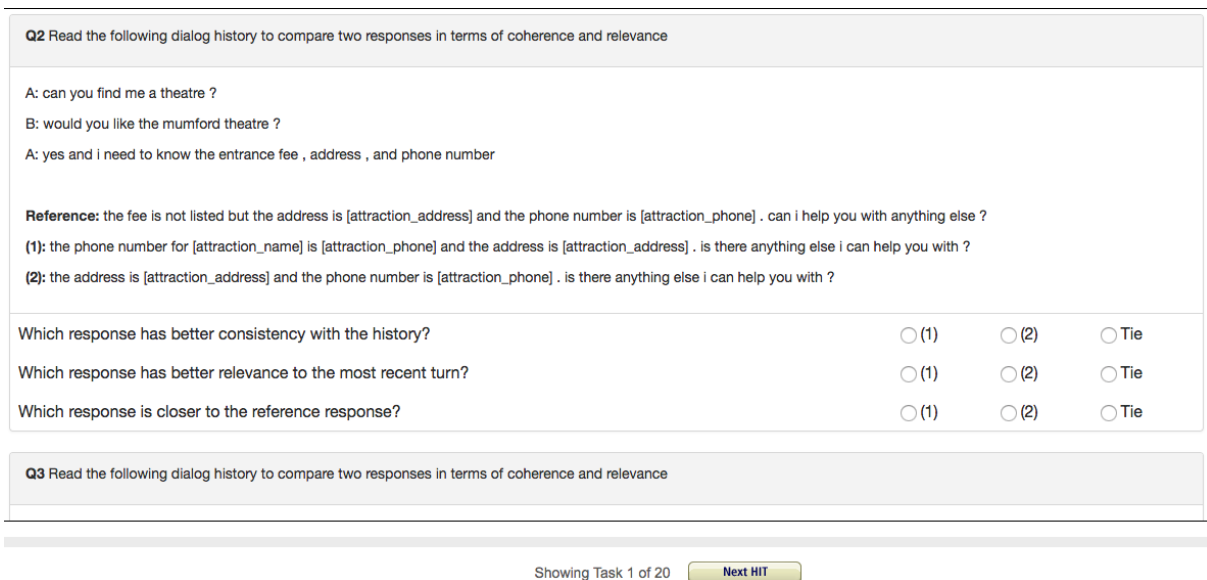 Q2 Read the following dialog history to compare two responses in terms of coherence and relevance
A: can you find me a theatre ?
B: would you like the mumford theatre ?
A: yes and i need to know the entrance fee , address , and phone number
Reference: the fee is not listed but the address is [attraction_address] and the phone number is [attraction_phone] . can i help you with anything else ?
(1): the phone number for [attraction_name] is [attraction_phone] and the address is [attraction_address] . is there anything else i can help you with ?
(2): the address is [attraction_address] and the phone number is [attraction_phone] . is there anything else i can help you with ?
Which response has better consistency with the history? (1) (2) Tie
Which response has better relevance to the most recent turn? (1) (2) Tie
Which response is closer to the reference response? (1) (2) Tie
Q3 Read the following dialog history to compare two responses in terms of coherence and relevance
Showing Task 1 of 20 Next HIT